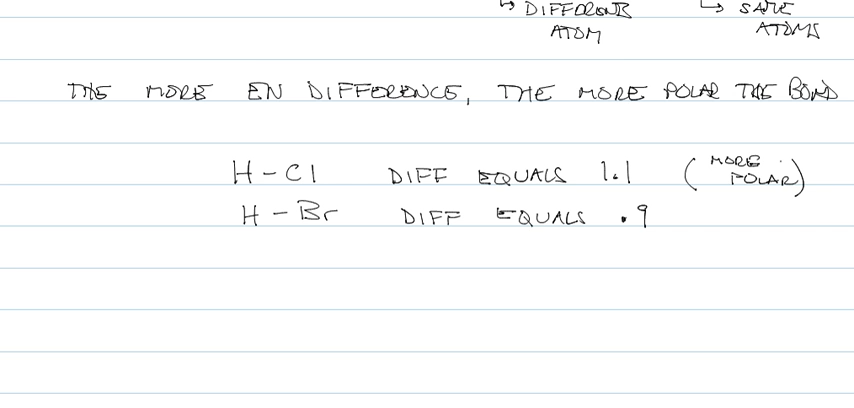 ↳ DIFFERENT ↳ SAME
ATOM ATOMS
THE MORE EN DIFFERENCE, THE MORE POLAR THE BOND
H-Cl DIFF EQUALS 1.1 (MORE POLAR)
H-Br DIFF EQUALS .9